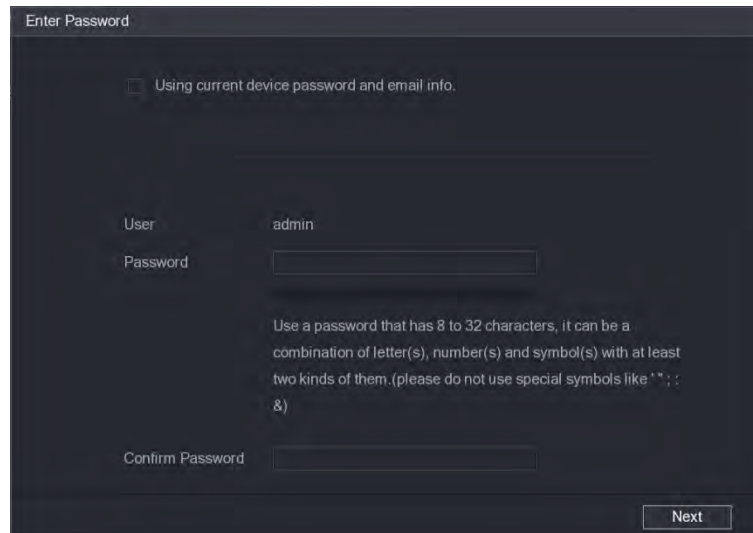 Enter Password
Using current device password and email info.
User admin
Password
Use a password that has 8 to 32 characters, it can be a
combination of letter(s), number(s) and symbol(s) with at least
two kinds of them.(please do not use special symbols like ' " ; :
&)
Confirm Password
Next